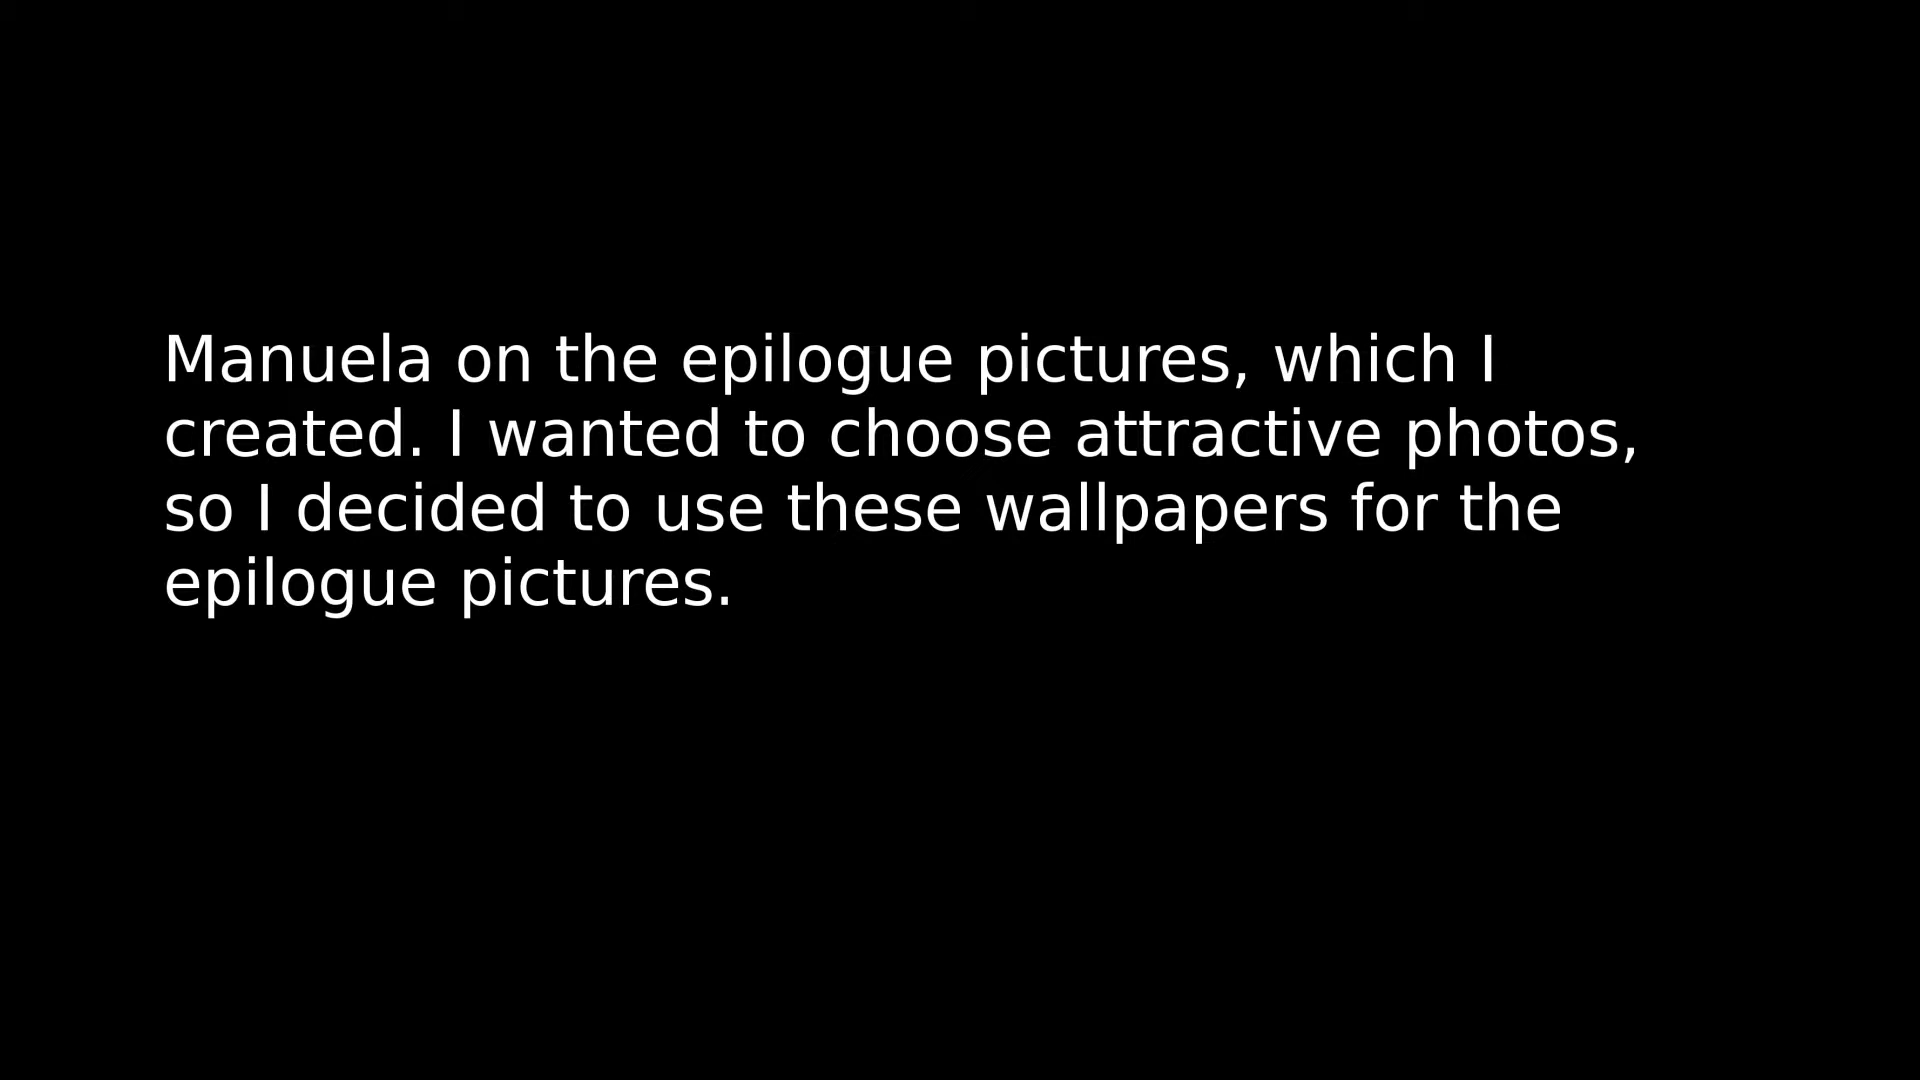 Manuela on the epilogue pictures, which I
created. I wanted to choose attractive photos,
so I decided to use these wallpapers for the
epilogue pictures.